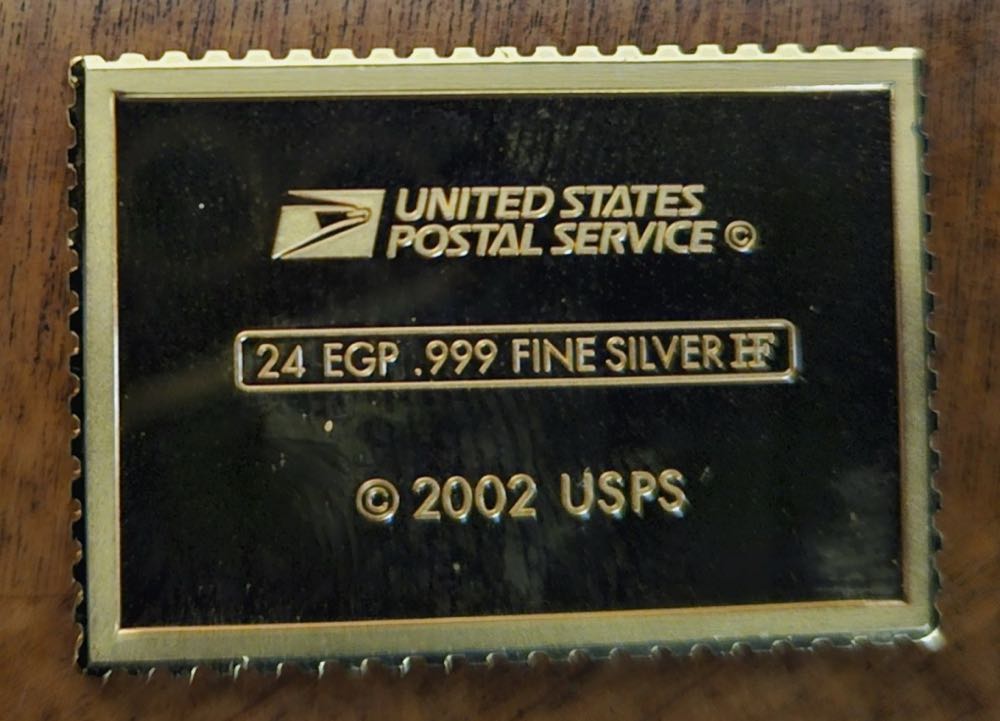 UNITED STATES
POSTAL SERVICE ©
24 EGP .999 FINE SILVER HF
© 2002 USPS